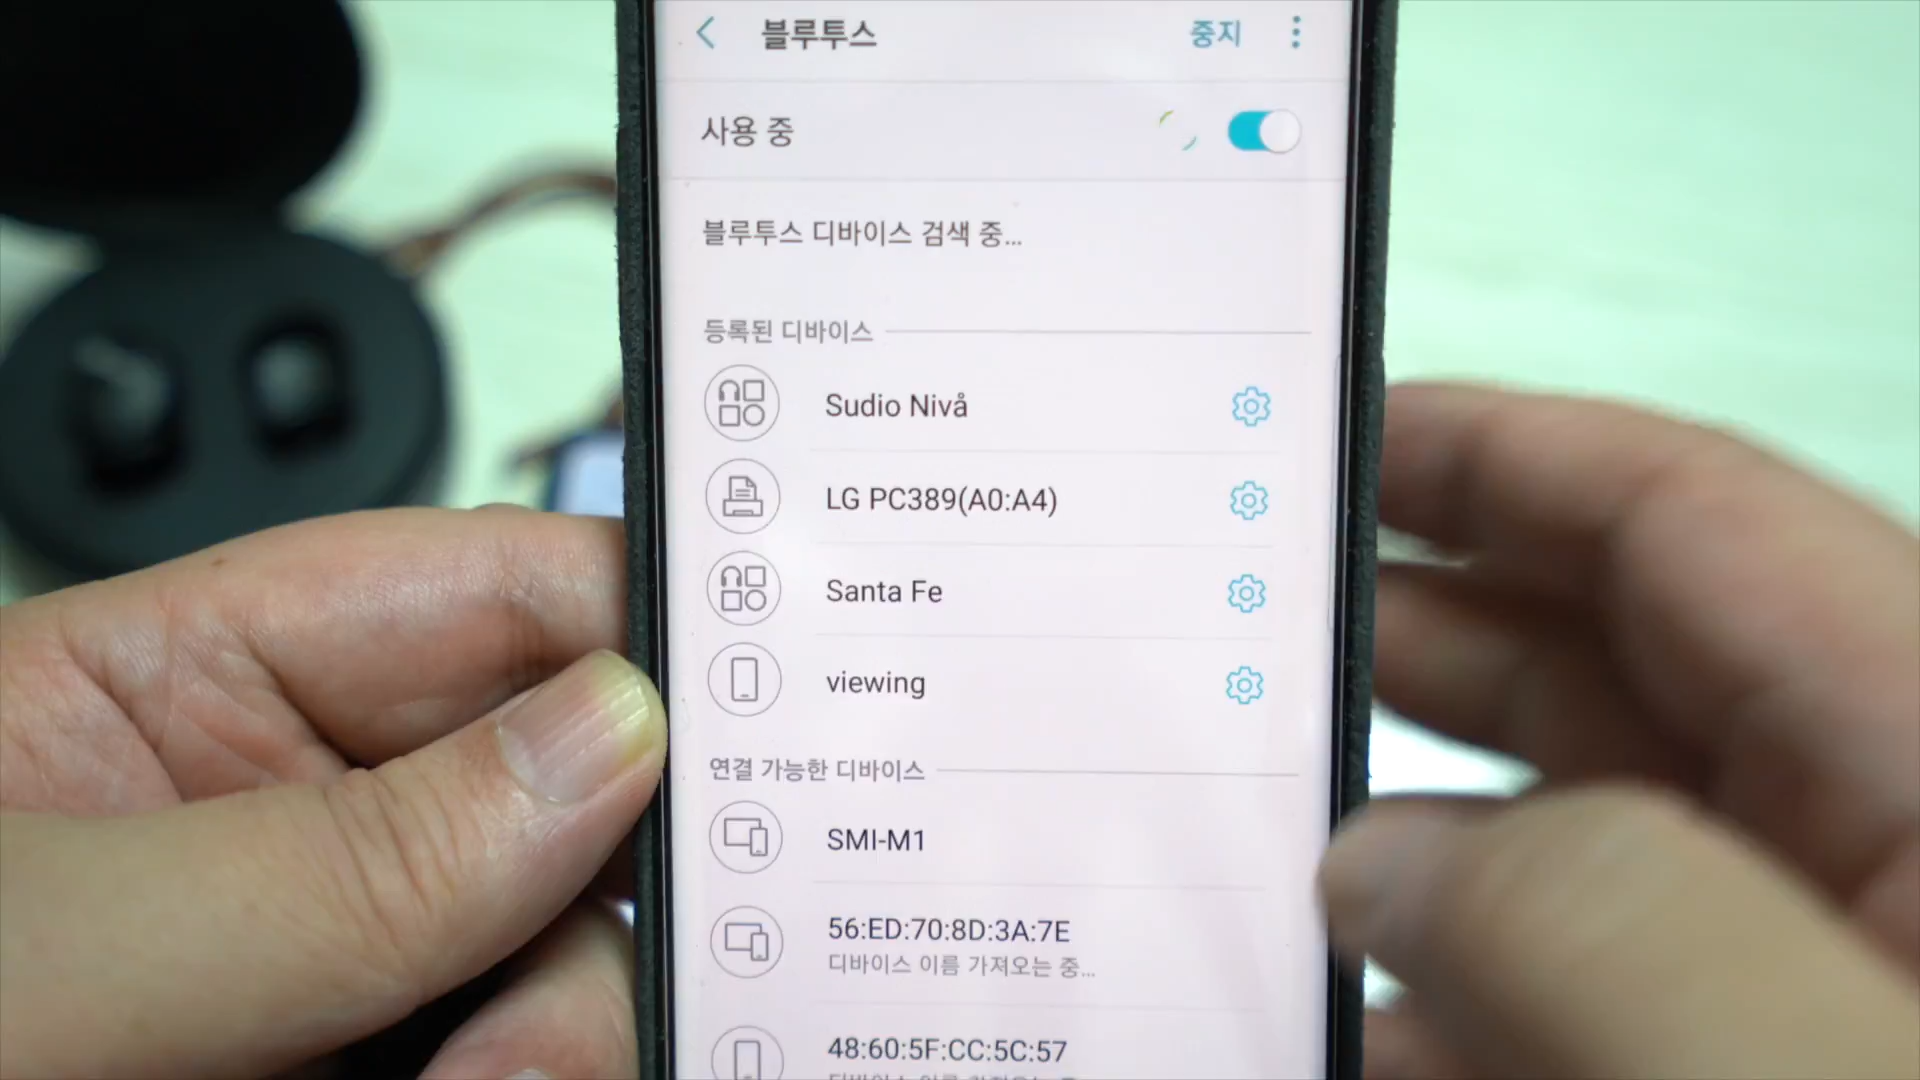 블루투스 중지
사용 중
블루투스 디바이스 검색 중...
등록된 디바이스
Sudio Nivå
LG PC389(A0:A4)
Santa Fe
viewing
연결 가능한 디바이스
SMI-M1
56:ED:70:8D:3A:7E
디바이스 이름 가져오는 중...
48:60:5F:CC:5C:57